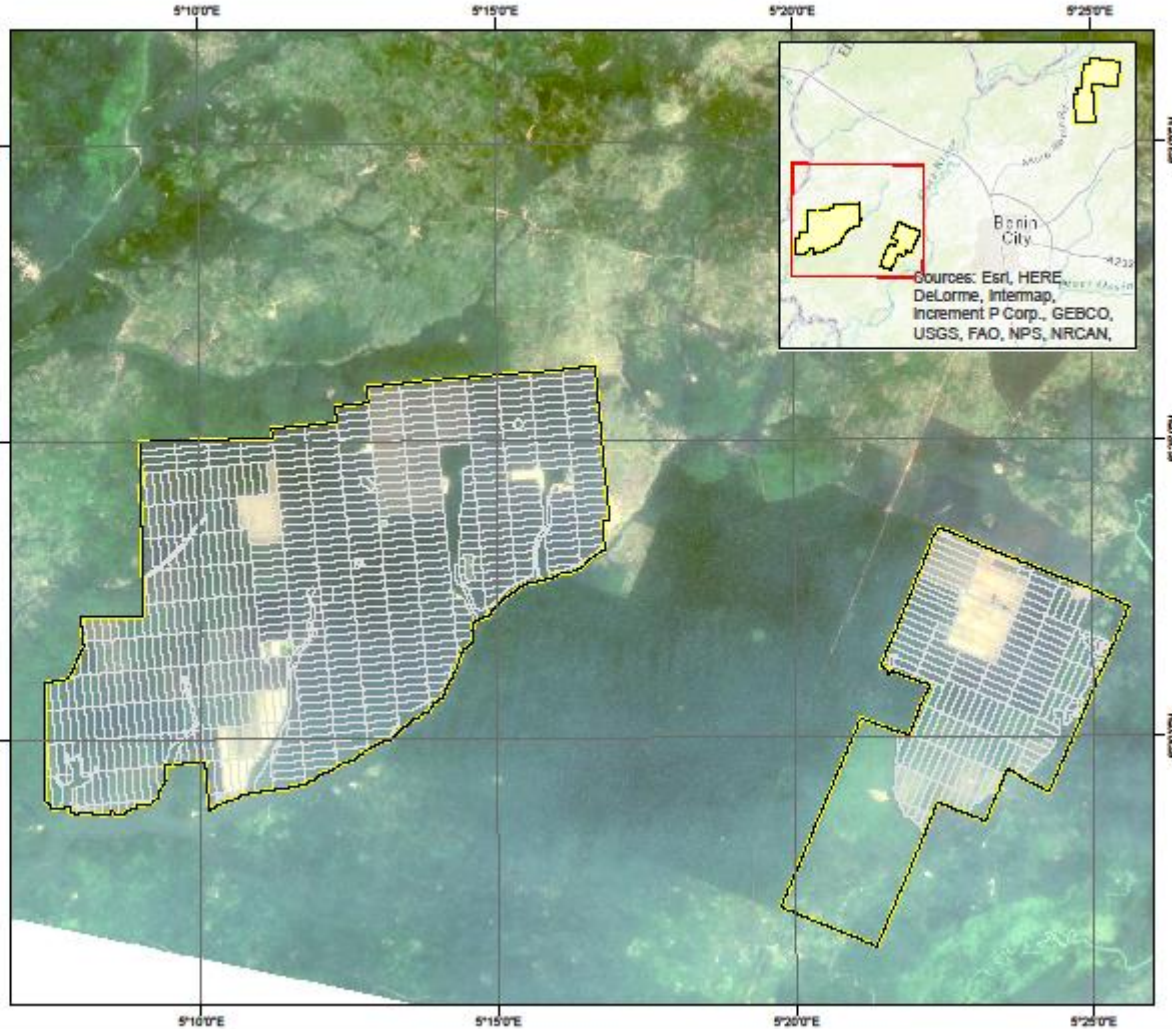 5°10'0"E 5°15'0"E 5°20'0"E 5°25'0"E
Benin
City
A232
Sources: Esri, HERE,
DeLorme, Intermap,
Increment P Corp., GEBCO,
USGS, FAO, NPS, NRCAN,
5°10'0"E 5°15'0"E 5°20'0"E 5°25'0"E